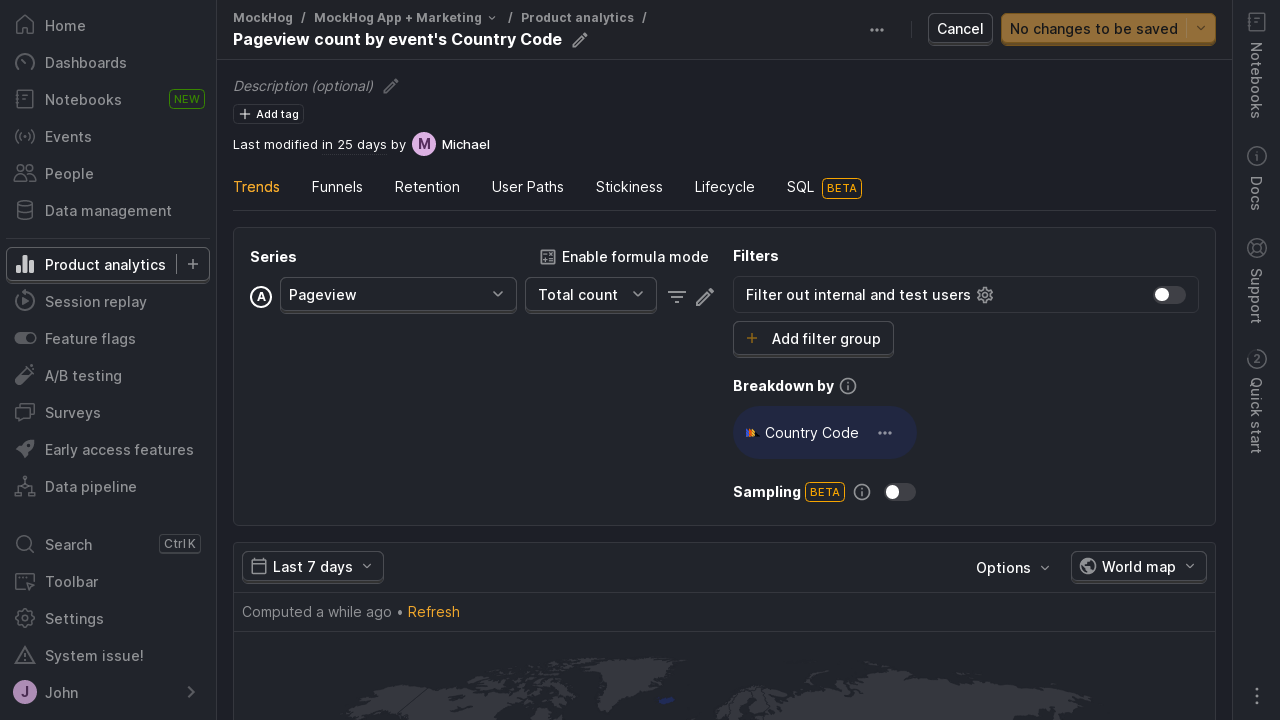 Home
Dashboards
Notebooks NEW
Events
People
Data management
Product analytics
Session replay
Feature flags
A/B testing
Surveys
Early access features
Data pipeline
Search Ctrl K
Toolbar
Settings
System issue!
J John
MockHog / MockHog App + Marketing / Product analytics /
Pageview count by event's Country Code
Cancel
No changes to be saved
Description (optional)
Add tag
Last modified in 25 days by M Michael
Trends Funnels Retention User Paths Stickiness Lifecycle SQL BETA
Series
Enable formula mode
A Pageview Total count
Filters
Filter out internal and test users
Add filter group
Breakdown by
Country Code
Sampling BETA
Last 7 days
Options
World map
Computed a while ago • Refresh
Notebooks
Docs
Support
2
Quick start